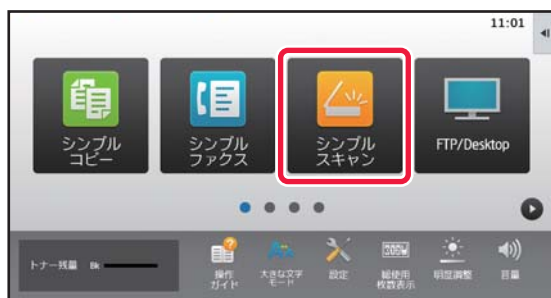 11:01
シンプル
コピー
シンプル
ファクス
シンプル
スキャン
FTP/Desktop
トナー残量 Bk
操作
ガイド
大きな文字
モード
設定
総使用
枚数表示
明度調整
音量